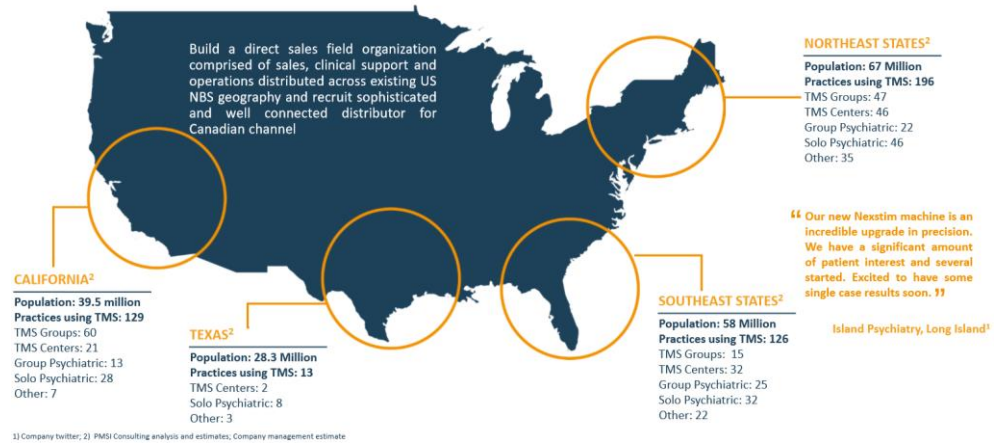 Build a direct sales field organization
comprised of sales, clinical support and
operations distributed across existing US
NBS geography and recruit sophisticated
and well connected distributor for
Canadian channel
NORTHEAST STATES²
Population: 67 Million
Practices using TMS: 196
TMS Groups: 47
TMS Centers: 46
Group Psychiatric: 22
Solo Psychiatric: 46
Other: 35
“ Our new Nexstim machine is an
incredible upgrade in precision.
We have a significant amount
of patient interest and several
started. Excited to have some
single case results soon. ”
Island Psychiatry, Long Island¹
CALIFORNIA²
Population: 39.5 million
Practices using TMS: 129
TMS Groups: 60
TMS Centers: 21
Group Psychiatric: 13
Solo Psychiatric: 28
Other: 7
TEXAS²
Population: 28.3 Million
Practices using TMS: 13
TMS Centers: 2
Solo Psychiatric: 8
Other: 3
SOUTHEAST STATES²
Population: 58 Million
Practices using TMS: 126
TMS Groups: 15
TMS Centers: 32
Group Psychiatric: 25
Solo Psychiatric: 32
Other: 22
1) Company twitter; 2) PMSI Consulting analysis and estimates, Company management estimate